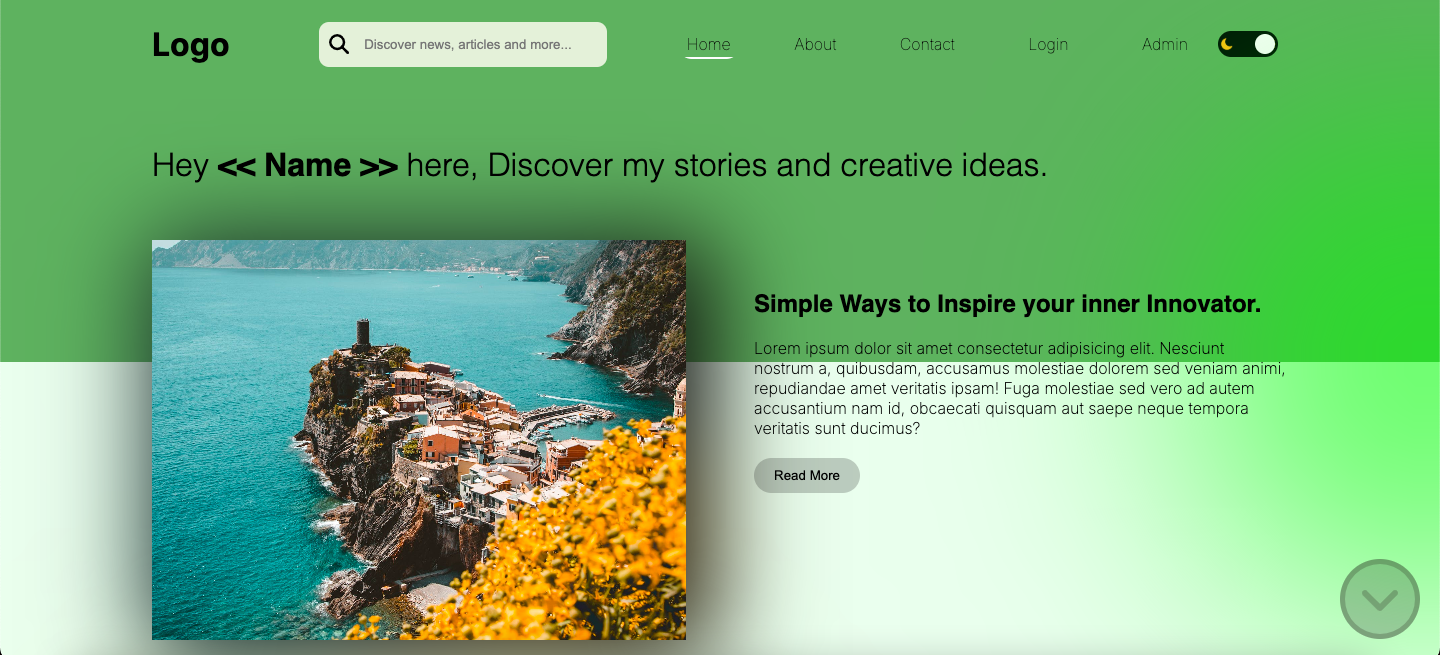 Logo
Discover news, articles and more...
Home
About
Contact
Login
Admin
Hey << Name >> here, Discover my stories and creative ideas.
Simple Ways to Inspire your inner Innovator.
Lorem ipsum dolor sit amet consectetur adipisicing elit. Nesciunt
nostrum a, quibusdam, accusamus molestiae dolorem sed veniam animi,
repudiandae amet veritatis ipsam! Fuga molestiae sed vero ad autem
accusantium nam id, obcaecati quisquam aut saepe neque tempora
veritatis sunt ducimus?
Read More